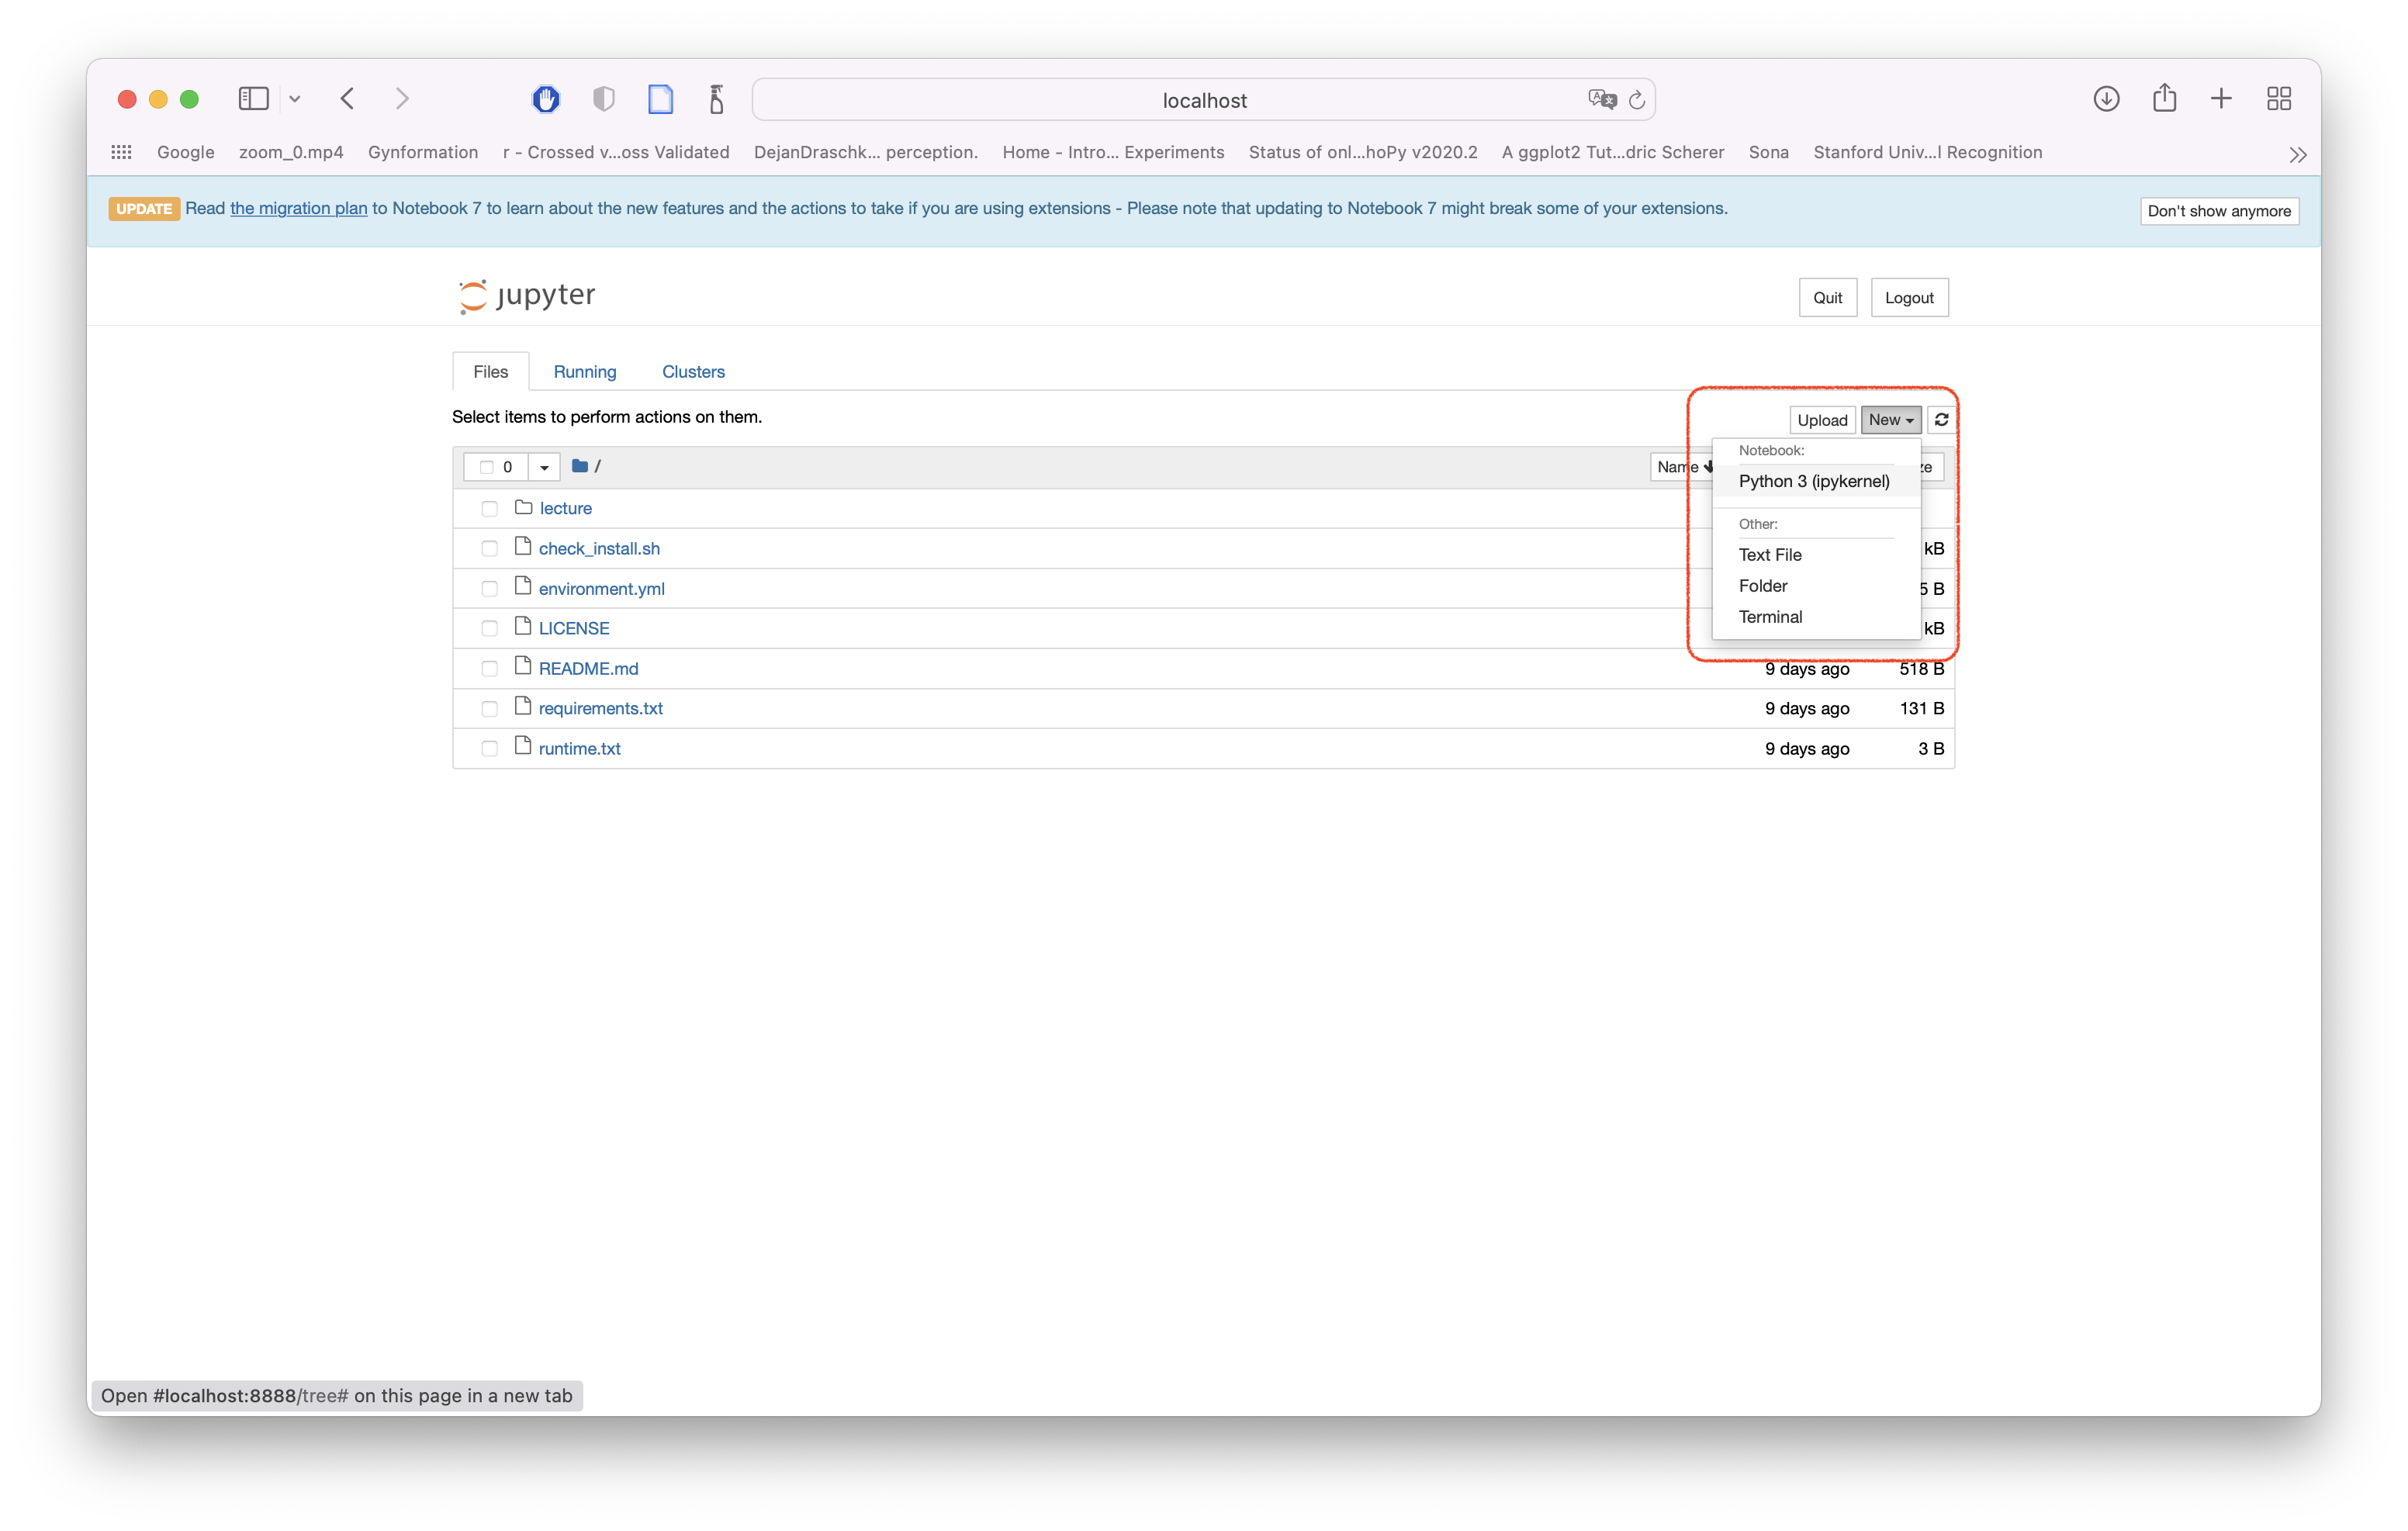 localhost
Google zoom_0.mp4 Gynformation r - Crossed v...oss Validated DejanDraschk... perception. Home - Intro... Experiments Status of onl...hoPy v2020.2 A ggplot2 Tut...dric Scherer Sona Stanford Univ...l Recognition
UPDATE Read the migration plan to Notebook 7 to learn about the new features and the actions to take if you are using extensions - Please note that updating to Notebook 7 might break some of your extensions. Don't show anymore
jupyter Quit Logout
Files Running Clusters
Select items to perform actions on them. Upload New
0 / Name ze
Notebook:
Python 3 (ipykernel)
lecture
Other:
check_install.sh kB
Text File
environment.yml 5 B
Folder
LICENSE kB
Terminal
README.md 9 days ago 518 B
requirements.txt 9 days ago 131 B
runtime.txt 9 days ago 3 B
Open #localhost:8888/tree# on this page in a new tab